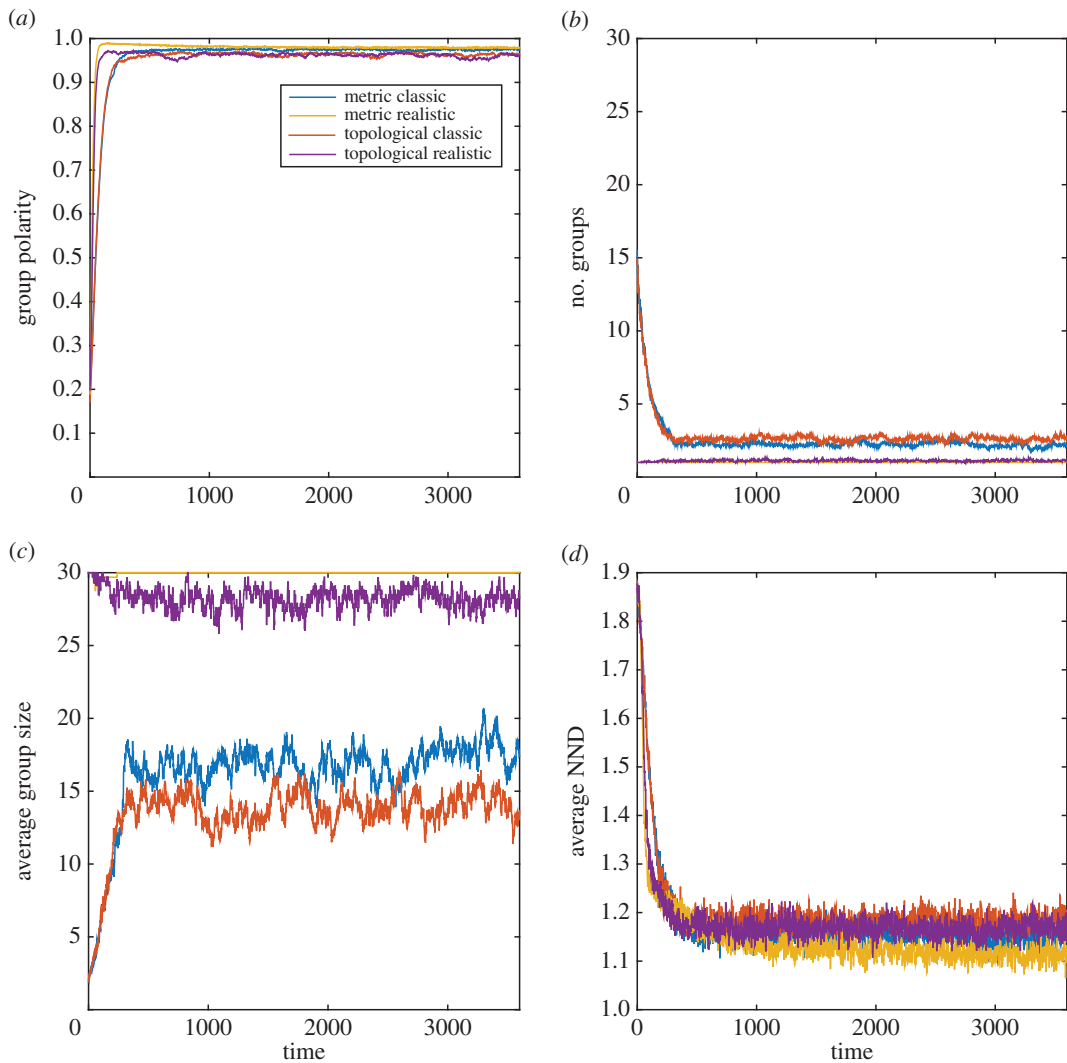 (a)
1.0
0.9
0.8
0.7
0.6
0.5
0.4
0.3
0.2
0.1
0 1000 2000 3000
group polarity
metric classic
metric realistic
topological classic
topological realistic
(b)
30
25
20
15
10
5
0 1000 2000 3000
no. groups
(c)
30
25
20
15
10
5
0 1000 2000 3000
average group size
time
(d)
1.9
1.8
1.7
1.6
1.5
1.4
1.3
1.2
1.1
1.0
0 1000 2000 3000
average NND
time